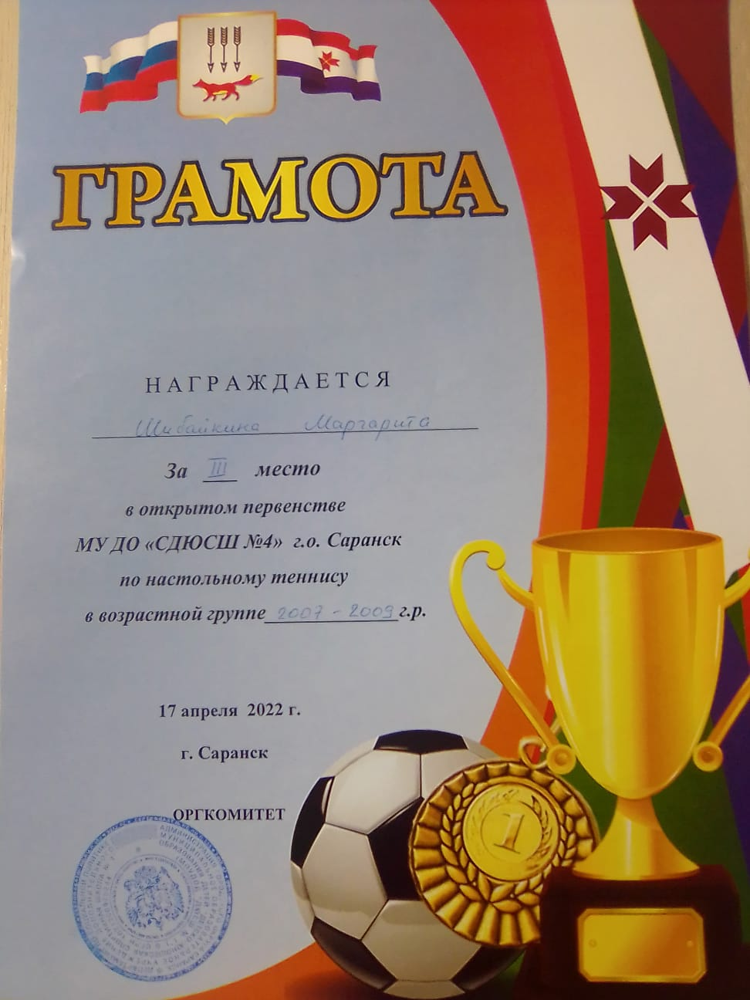 ГРАМОТА
НАГРАЖДАЕТСЯ
Шибайкина Маргарита
За III место
в открытом первенстве
МУ ДО «СДЮСШ №4» г.о. Саранск
по настольному теннису
в возрастной группе 2007 - 2009 г.р.
17 апреля 2022 г.
г. Саранск
ОРГКОМИТЕТ
1